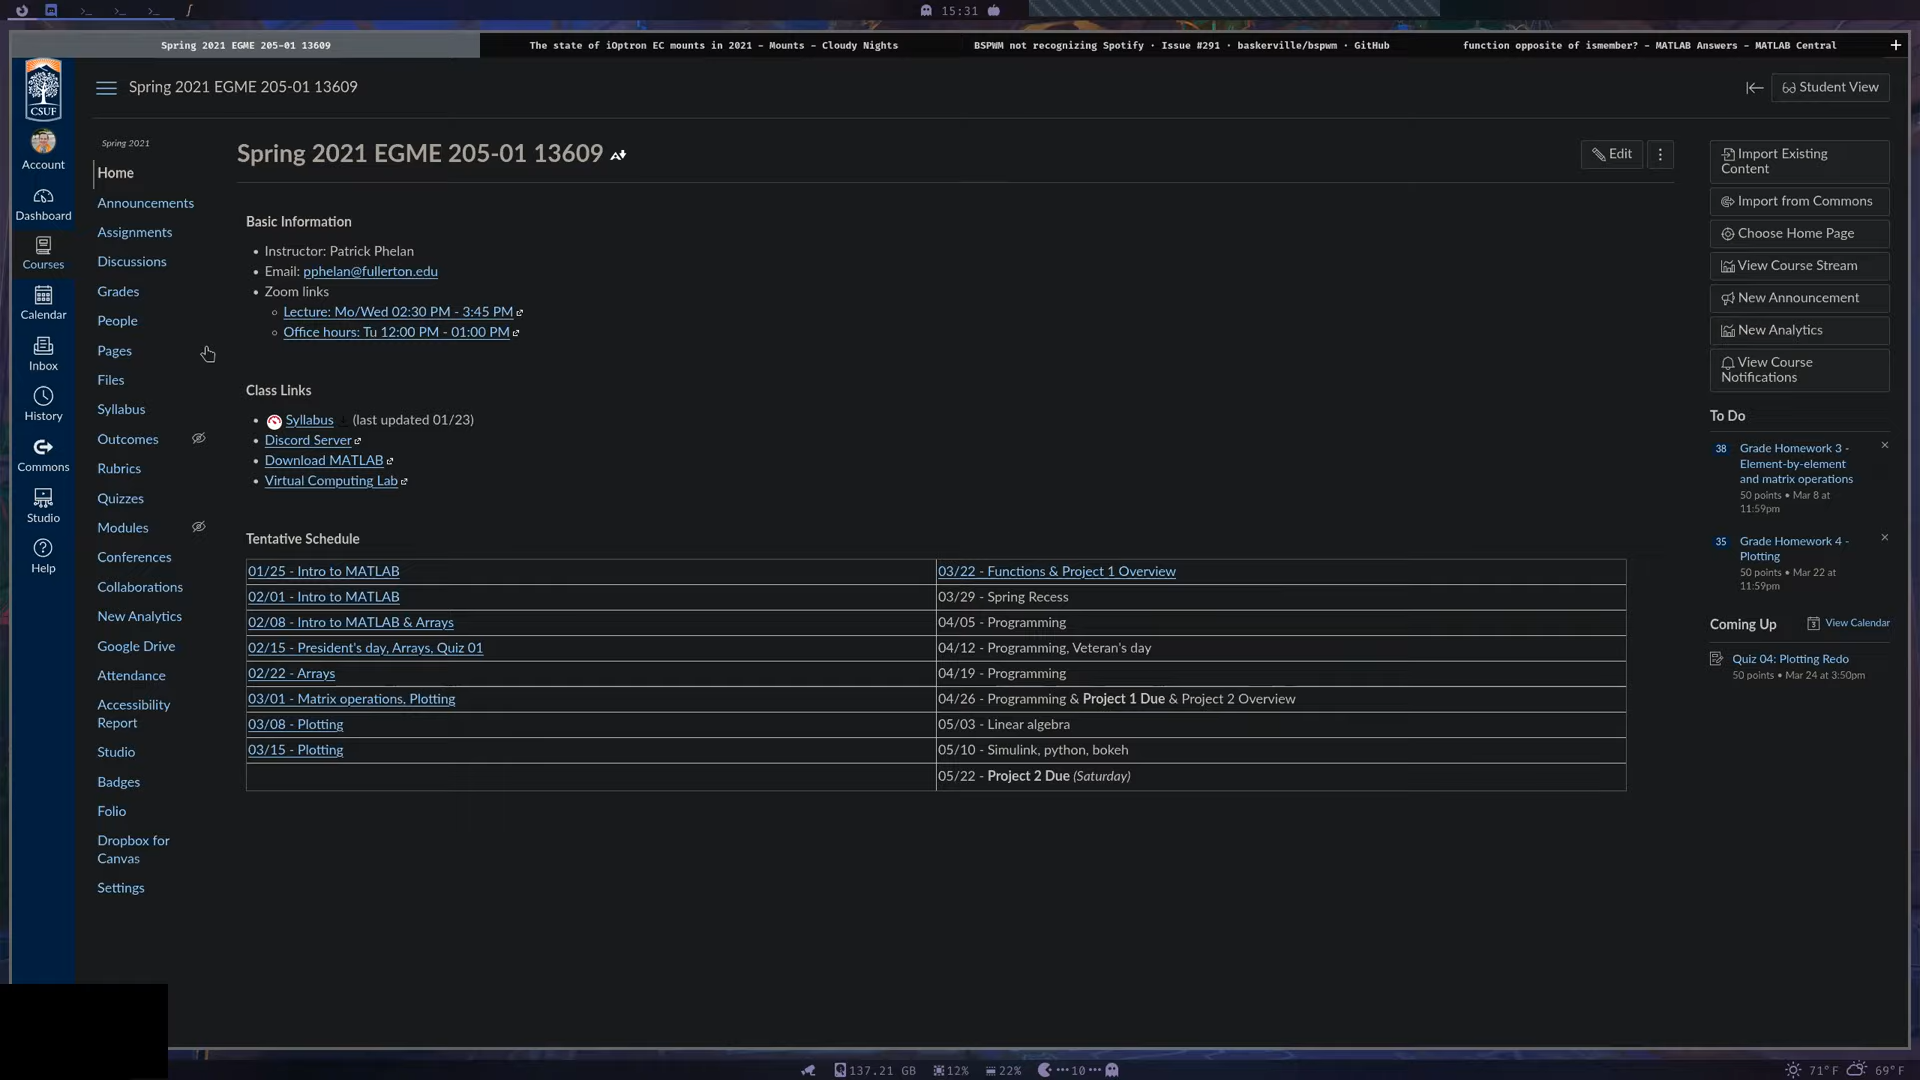 15:31
Spring 2021 EGME 205-01 13609
The state of iOptron EC mounts in 2021 - Mounts - Cloudy Nights
BSPWM not recognizing Spotify · Issue #291 · baskerville/bspwm · GitHub
function opposite of ismember? - MATLAB Answers - MATLAB Central
+
CSUF
Account
Dashboard
Courses
Calendar
Inbox
History
Commons
Studio
Help
Spring 2021 EGME 205-01 13609
Student View
Spring 2021
Home
Announcements
Assignments
Discussions
Grades
People
Pages
Files
Syllabus
Outcomes
Rubrics
Quizzes
Modules
Conferences
Collaborations
New Analytics
Google Drive
Attendance
Accessibility
Report
Studio
Badges
Folio
Dropbox for
Canvas
Settings
Spring 2021 EGME 205-01 13609
Edit
Basic Information
• Instructor: Patrick Phelan
• Email: pphelan@fullerton.edu
• Zoom links
Lecture: Mo/Wed 02:30 PM - 3:45 PM
Office hours: Tu 12:00 PM - 01:00 PM
Class Links
• Syllabus (last updated 01/23)
• Discord Server
• Download MATLAB
• Virtual Computing Lab
Tentative Schedule
01/25 - Intro to MATLAB
03/22 - Functions & Project 1 Overview
02/01 - Intro to MATLAB
03/29 - Spring Recess
02/08 - Intro to MATLAB & Arrays
04/05 - Programming
02/15 - President's day, Arrays, Quiz 01
04/12 - Programming, Veteran's day
02/22 - Arrays
04/19 - Programming
03/01 - Matrix operations, Plotting
04/26 - Programming & Project 1 Due & Project 2 Overview
03/08 - Plotting
05/03 - Linear algebra
03/15 - Plotting
05/10 - Simulink, python, bokeh
05/22 - Project 2 Due (Saturday)
Import Existing
Content
Import from Commons
Choose Home Page
View Course Stream
New Announcement
New Analytics
View Course
Notifications
To Do
38 Grade Homework 3 -
Element-by-element
and matrix operations
50 points • Mar 8 at
11:59pm
35 Grade Homework 4 -
Plotting
50 points • Mar 22 at
11:59pm
Coming Up
View Calendar
Quiz 04: Plotting Redo
50 points • Mar 24 at 3:50pm
137.21 GB
12%
22%
10
71°F
69°F